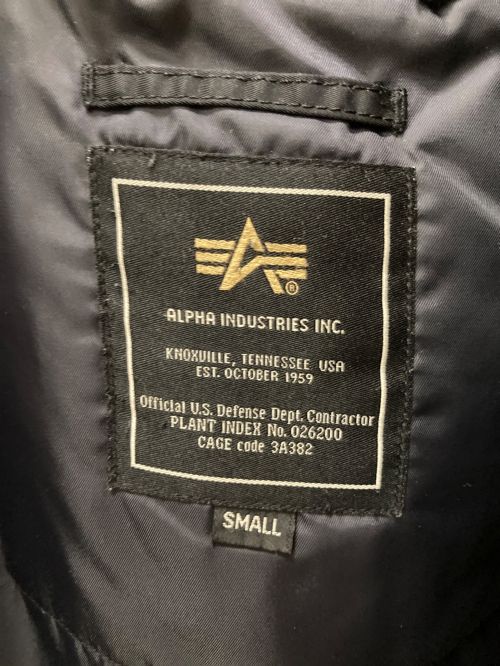 ®
ALPHA INDUSTRIES INC.
KNOXVILLE, TENNESSEE USA
EST. OCTOBER 1959
Official U.S. Defense Dept. Contractor
PLANT INDEX No. 026200
CAGE code 3A382
SMALL